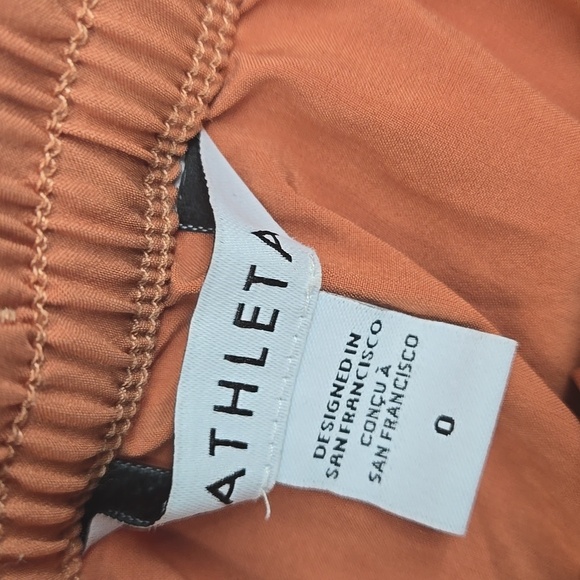 ATHLETA
DESIGNED IN
SAN FRANCISCO
CONÇU À
SAN FRANCISCO
0